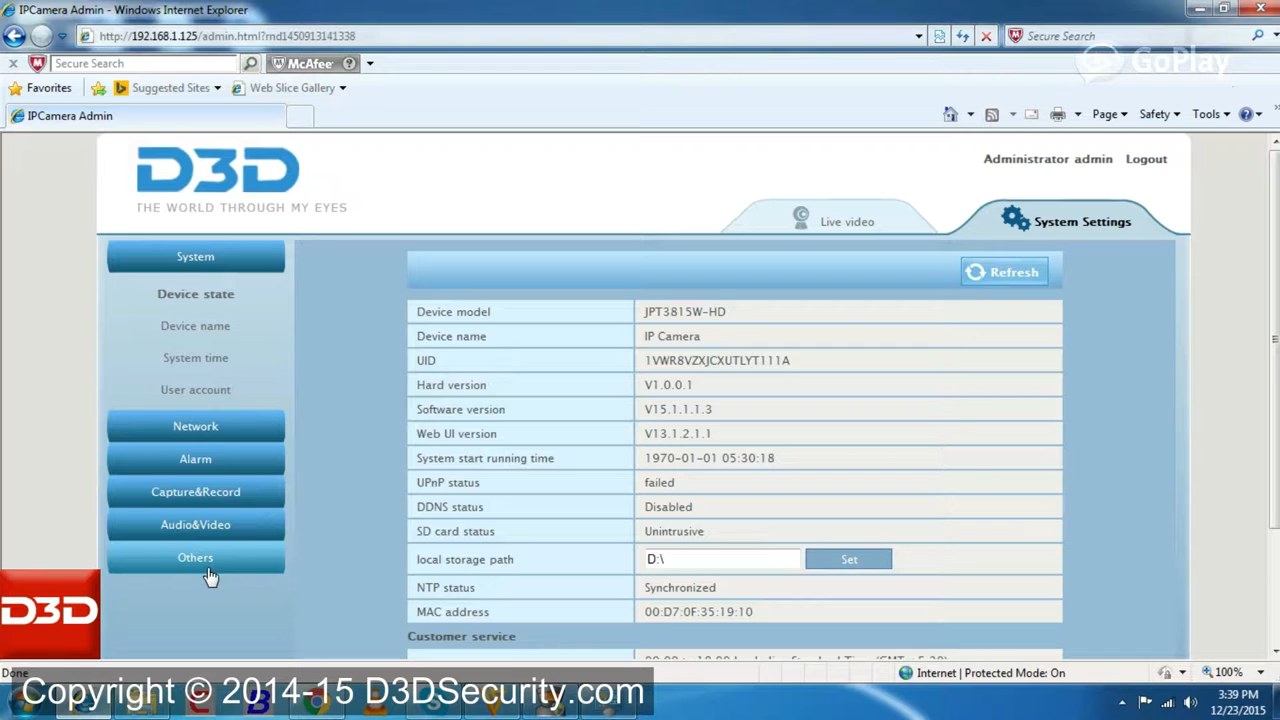 IPCamera Admin - Windows Internet Explorer
http://192.168.1.125/admin.html?rnd1450913141338
Secure Search
Secure Search
McAfee
GoPlay
Favorites
Suggested Sites
Web Slice Gallery
IPCamera Admin
Page
Safety
Tools
D3D
THE WORLD THROUGH MY EYES
Administrator admin
Logout
Live video
System Settings
System
Device state
Device name
System time
User account
Network
Alarm
Capture&Record
Audio&Video
Others
Refresh
Device model JPT3815W-HD
Device name IP Camera
UID 1VWR8VZXJCXUTLYT111A
Hard version V1.0.0.1
Software version V15.1.1.1.3
Web UI version V13.1.2.1.1
System start running time 1970-01-01 05:30:18
UPnP status failed
DDNS status Disabled
SD card status Unintrusive
local storage path D:\ Set
NTP status Synchronized
MAC address 00:D7:0F:35:19:10
Customer service
D3D
Done
Internet | Protected Mode: On
100%
Copyright © 2014-15 D3DSecurity.com
3:39 PM
12/23/2015